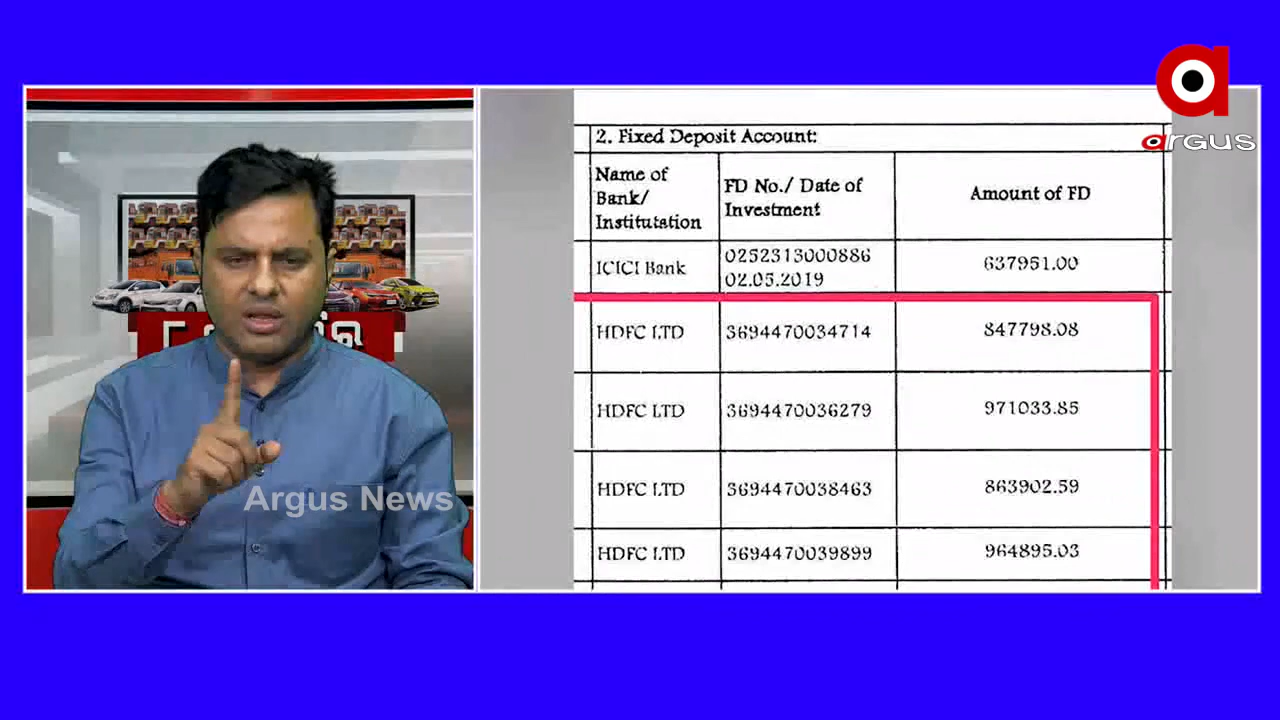 argus
2. Fixed Deposit Account:
Name of Bank/ Institutation
FD No./ Date of Investment
Amount of FD
ICICI Bank
0252313000886
02.05.2019
637951.00
HDFC LTD
3694470034714
847798.08
HDFC LTD
3694470036279
971033.85
HDFC LTD
3694470038463
863902.59
HDFC LTD
3694470039899
964895.03
Argus News